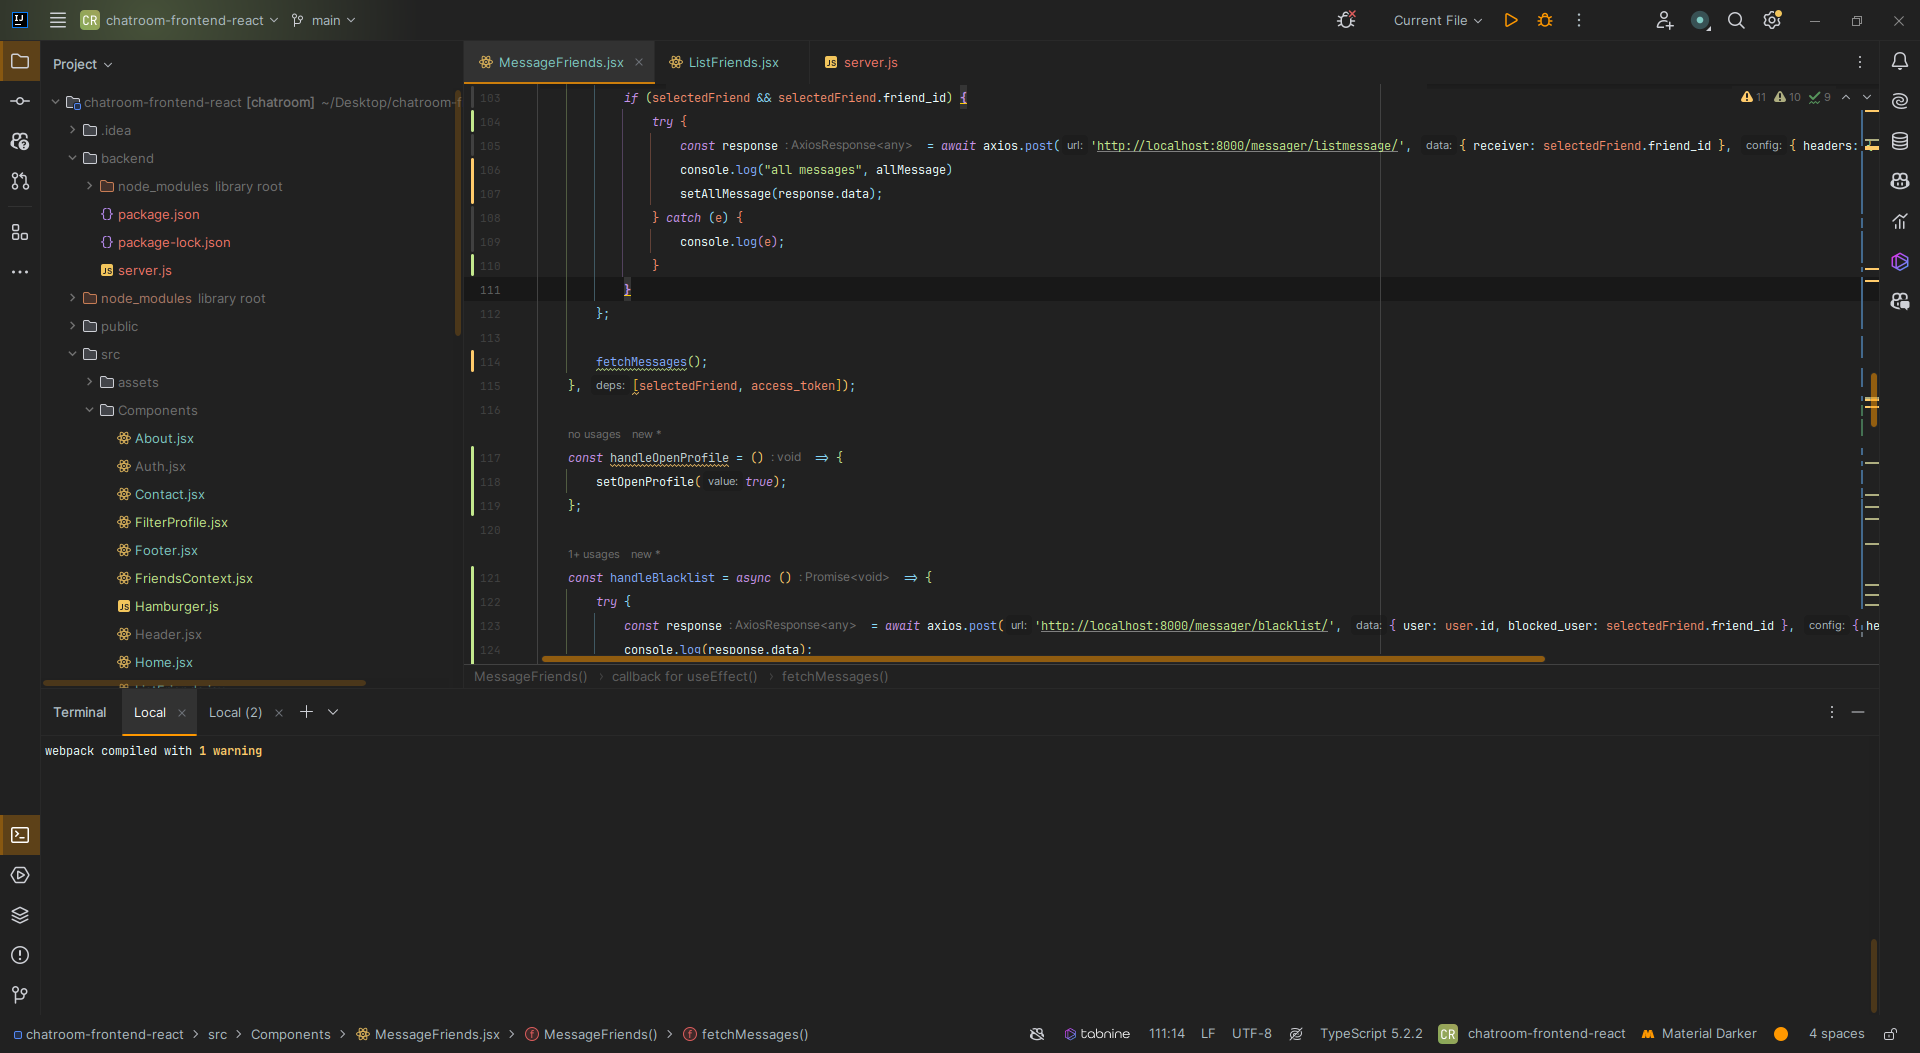 CR chatroom-frontend-react main Current File
Project
MessageFriends.jsx ListFriends.jsx server.js
chatroom-frontend-react [chatroom] ~/Desktop/chatroom-f
.idea
backend
node_modules library root
package.json
package-lock.json
server.js
node_modules library root
public
src
assets
Components
About.jsx
Auth.jsx
Contact.jsx
FilterProfile.jsx
Footer.jsx
FriendsContext.jsx
Hamburger.js
Header.jsx
Home.jsx
11 10 9
103 if (selectedFriend && selectedFriend.friend_id) {
104 try {
105 const response : AxiosResponse<any> = await axios.post( url: 'http://localhost:8000/messager/listmessage/', data: { receiver: selectedFriend.friend_id }, config: { headers: {
106 console.log("all messages", allMessage)
107 setAllMessage(response.data);
108 } catch (e) {
109 console.log(e);
110 }
111 }
112 };
113
114 fetchMessages();
115 }, deps: [selectedFriend, access_token]);
116
no usages new *
117 const handleOpenProfile = () : void => {
118 setOpenProfile( value: true);
119 };
120
1+ usages new *
121 const handleBlacklist = async () : Promise<void> => {
122 try {
123 const response : AxiosResponse<any> = await axios.post( url: 'http://localhost:8000/messager/blacklist/', data: { user: user.id, blocked_user: selectedFriend.friend_id }, config: { he
124 console.log(response.data);
MessageFriends() > callback for useEffect() > fetchMessages()
Terminal Local Local (2)
webpack compiled with 1 warning
chatroom-frontend-react > src > Components > MessageFriends.jsx > MessageFriends() > fetchMessages()
tabnine 111:14 LF UTF-8 TypeScript 5.2.2 CR chatroom-frontend-react Material Darker 4 spaces